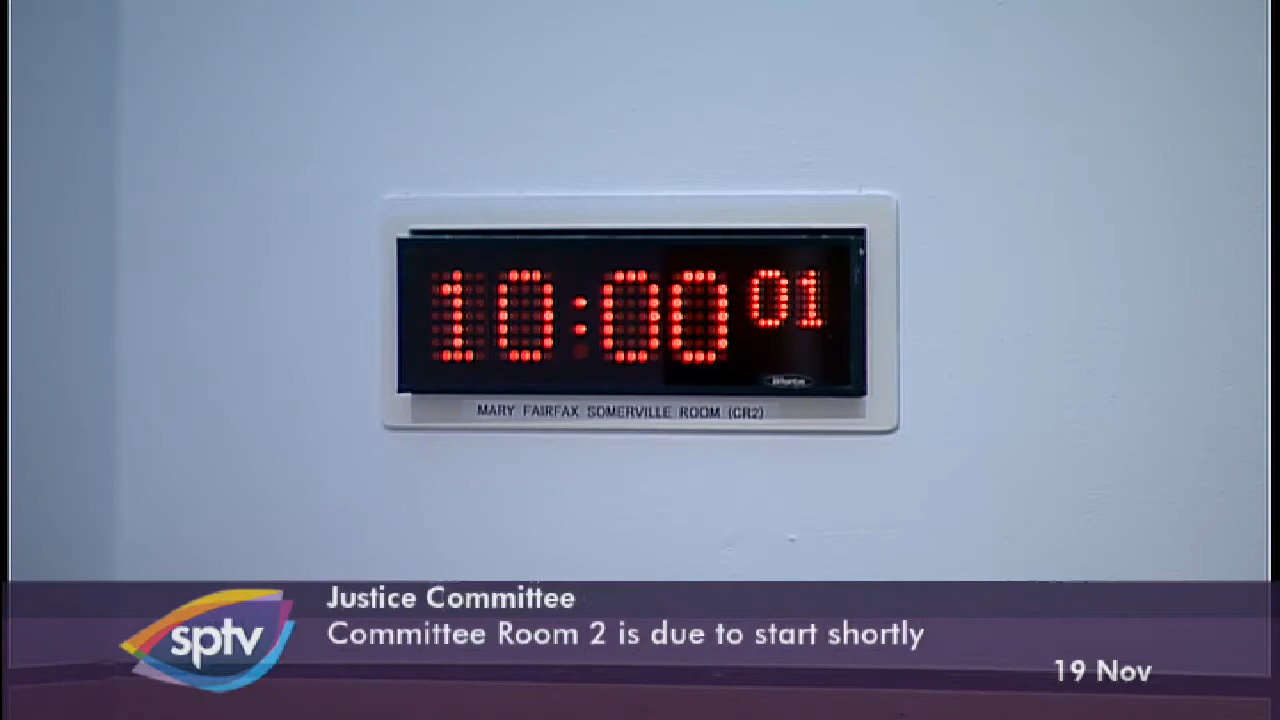 10:00 01
MARY FAIRFAX SOMERVILLE ROOM (CR2)
Justice Committee
sptv
Committee Room 2 is due to start shortly
19 Nov